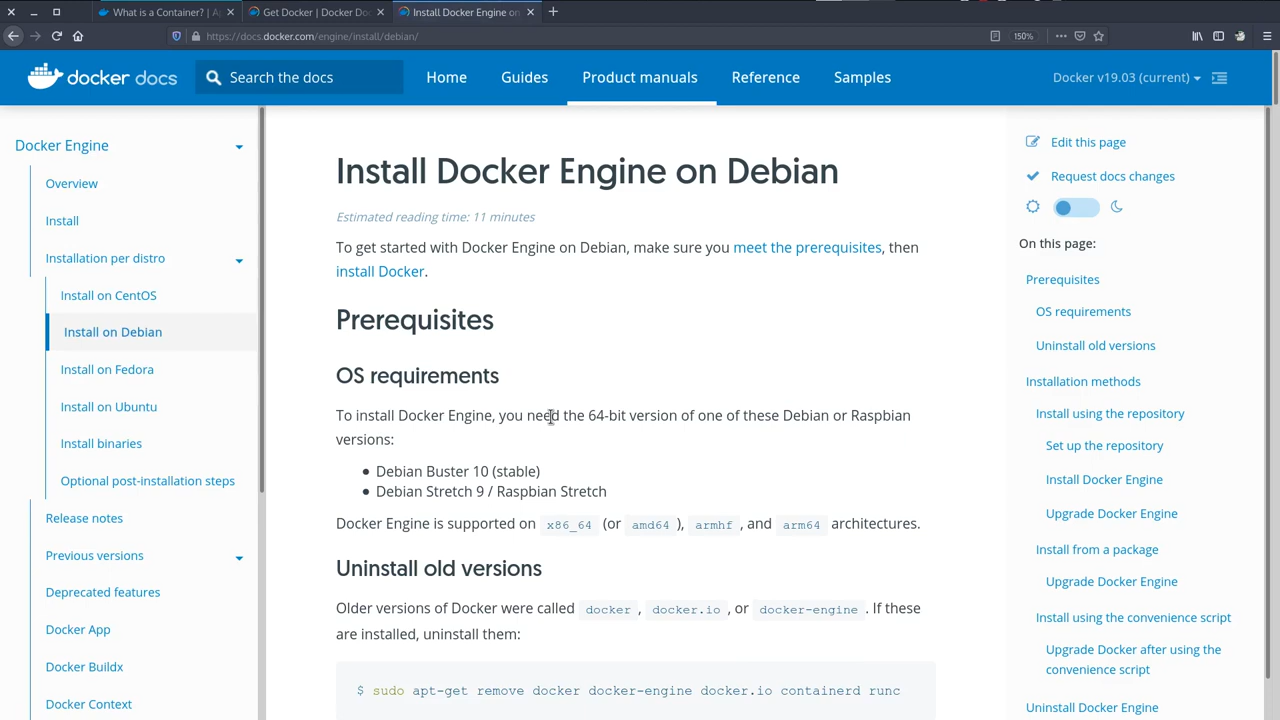 What is a Container? | Ap
Get Docker | Docker Doc
Install Docker Engine on
https://docs.docker.com/engine/install/debian/
150%
docker docs
Search the docs
Home
Guides
Product manuals
Reference
Samples
Docker v19.03 (current)
Docker Engine
Overview
Install
Installation per distro
Install on CentOS
Install on Debian
Install on Fedora
Install on Ubuntu
Install binaries
Optional post-installation steps
Release notes
Previous versions
Deprecated features
Docker App
Docker Buildx
Docker Context
Install Docker Engine on Debian
Estimated reading time: 11 minutes
To get started with Docker Engine on Debian, make sure you meet the prerequisites, then
install Docker.
Prerequisites
OS requirements
To install Docker Engine, you need the 64-bit version of one of these Debian or Raspbian
versions:
● Debian Buster 10 (stable)
● Debian Stretch 9 / Raspbian Stretch
Docker Engine is supported on x86_64 (or amd64 ), armhf , and arm64 architectures.
Uninstall old versions
Older versions of Docker were called docker , docker.io , or docker-engine . If these
are installed, uninstall them:
$ sudo apt-get remove docker docker-engine docker.io containerd runc
Edit this page
Request docs changes
On this page:
Prerequisites
OS requirements
Uninstall old versions
Installation methods
Install using the repository
Set up the repository
Install Docker Engine
Upgrade Docker Engine
Install from a package
Upgrade Docker Engine
Install using the convenience script
Upgrade Docker after using the
convenience script
Uninstall Docker Engine